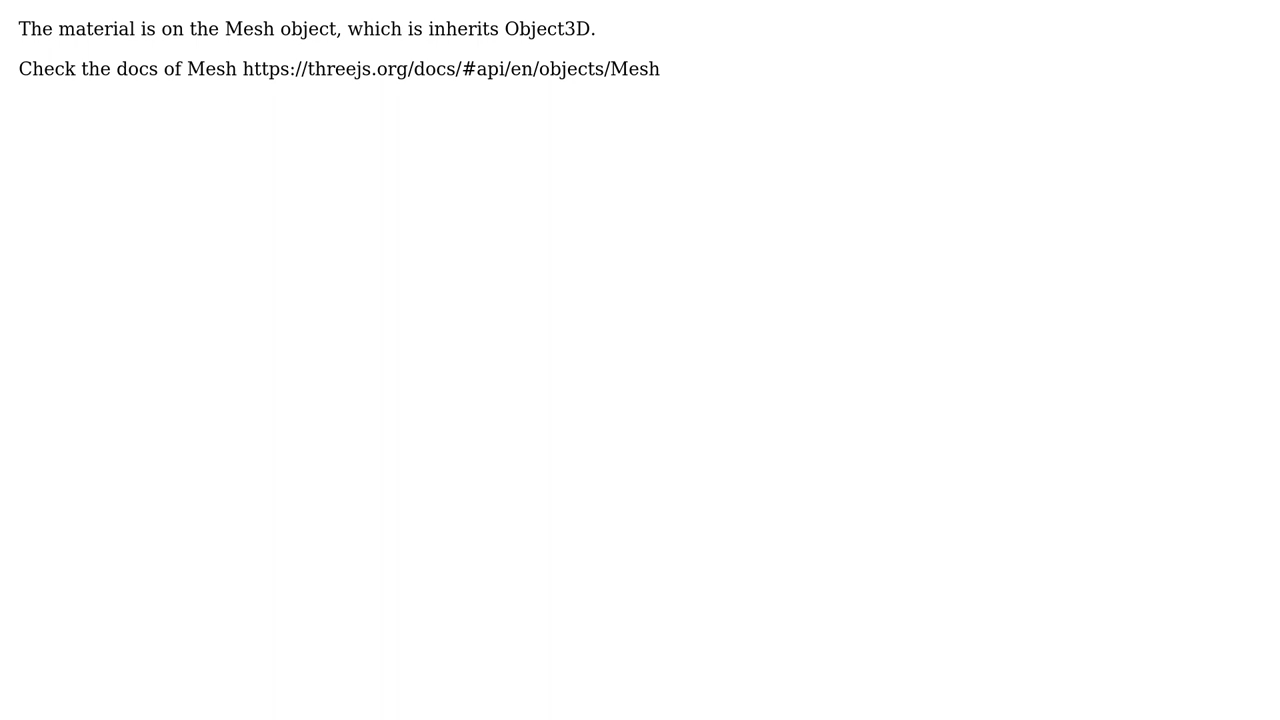 The material is on the Mesh object, which is inherits Object3D.
Check the docs of Mesh https://threejs.org/docs/#api/en/objects/Mesh